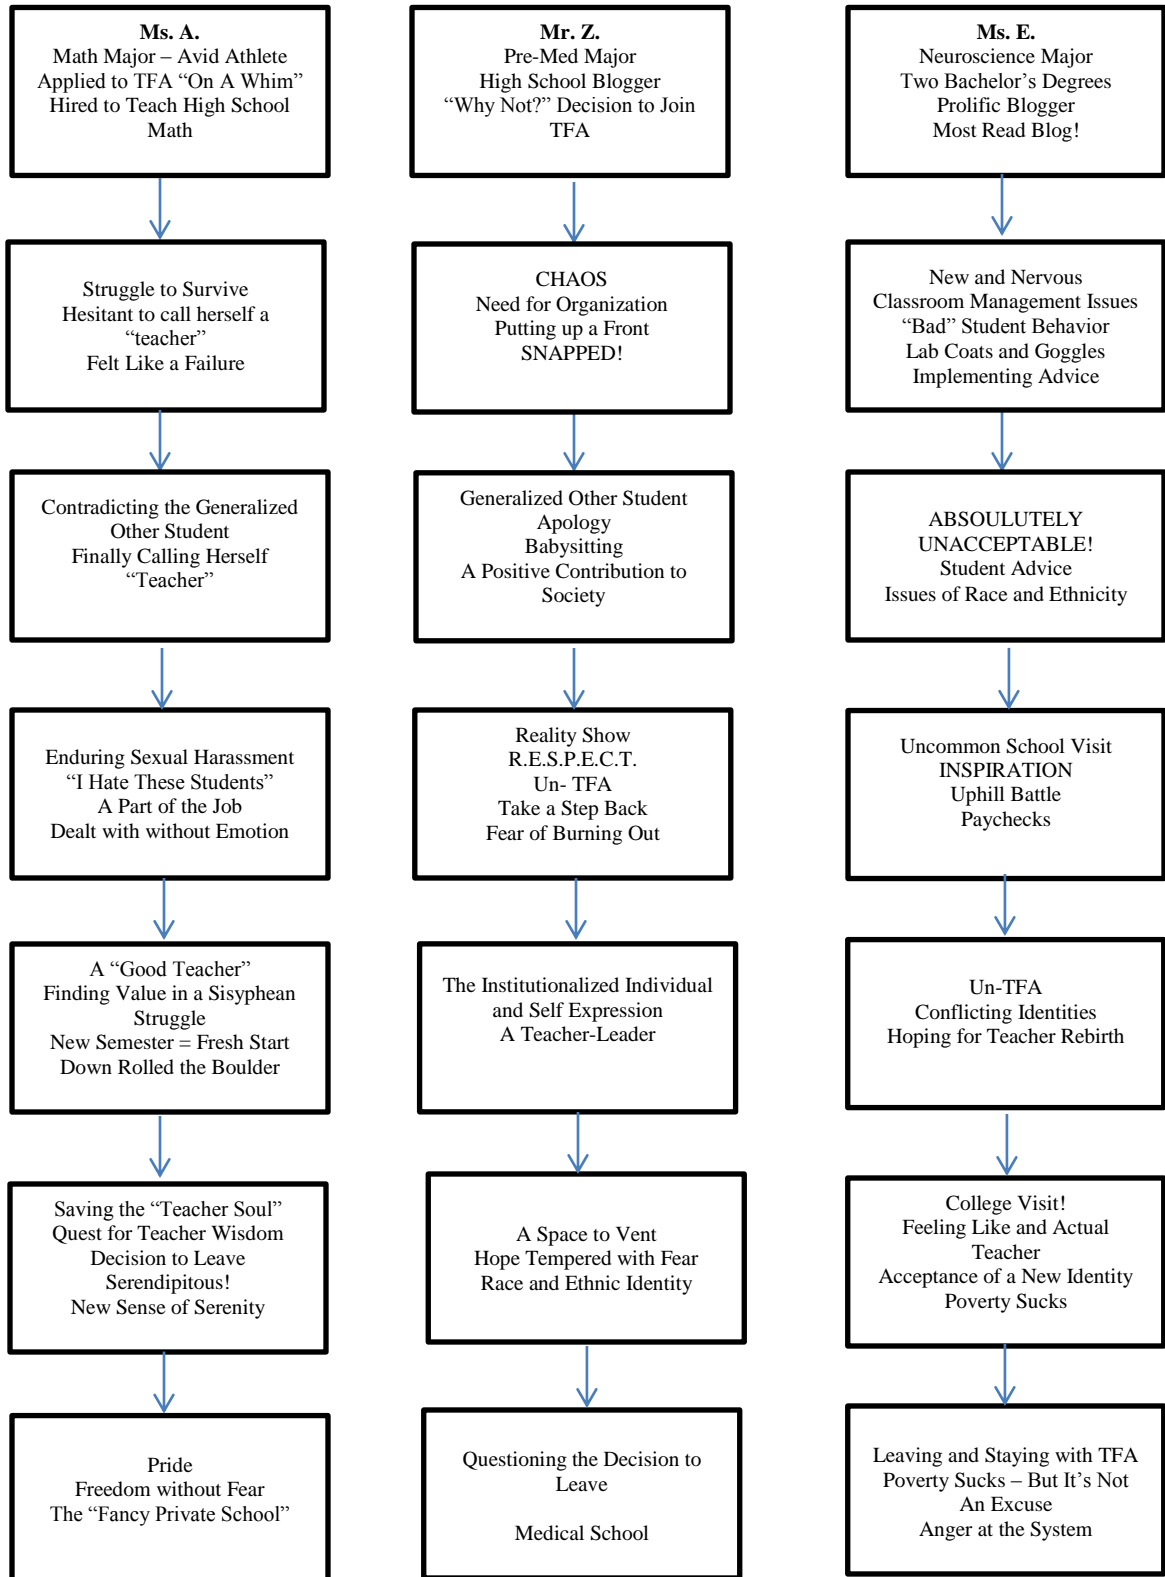 Ms. A.
Math Major – Avid Athlete
Applied to TFA “On A Whim”
Hired to Teach High School
Math
Struggle to Survive
Hesitant to call herself a
“teacher”
Felt Like a Failure
Contradicting the Generalized
Other Student
Finally Calling Herself
“Teacher”
Enduring Sexual Harassment
“I Hate These Students”
A Part of the Job
Dealt with without Emotion
A “Good Teacher”
Finding Value in a Sisyphean
Struggle
New Semester = Fresh Start
Down Rolled the Boulder
Saving the “Teacher Soul”
Quest for Teacher Wisdom
Decision to Leave
Serendipitous!
New Sense of Serenity
Pride
Freedom without Fear
The “Fancy Private School”
Mr. Z.
Pre-Med Major
High School Blogger
“Why Not?” Decision to Join
TFA
CHAOS
Need for Organization
Putting up a Front
SNAPPED!
Generalized Other Student
Apology
Babysitting
A Positive Contribution to
Society
Reality Show
R.E.S.P.E.C.T.
Un- TFA
Take a Step Back
Fear of Burning Out
The Institutionalized Individual
and Self Expression
A Teacher-Leader
A Space to Vent
Hope Tempered with Fear
Race and Ethnic Identity
Questioning the Decision to
Leave
Medical School
Ms. E.
Neuroscience Major
Two Bachelor’s Degrees
Prolific Blogger
Most Read Blog!
New and Nervous
Classroom Management Issues
“Bad” Student Behavior
Lab Coats and Goggles
Implementing Advice
ABSOULUTELY
UNACCEPTABLE!
Student Advice
Issues of Race and Ethnicity
Uncommon School Visit
INSPIRATION
Uphill Battle
Paychecks
Un-TFA
Conflicting Identities
Hoping for Teacher Rebirth
College Visit!
Feeling Like and Actual
Teacher
Acceptance of a New Identity
Poverty Sucks
Leaving and Staying with TFA
Poverty Sucks – But It’s Not
An Excuse
Anger at the System